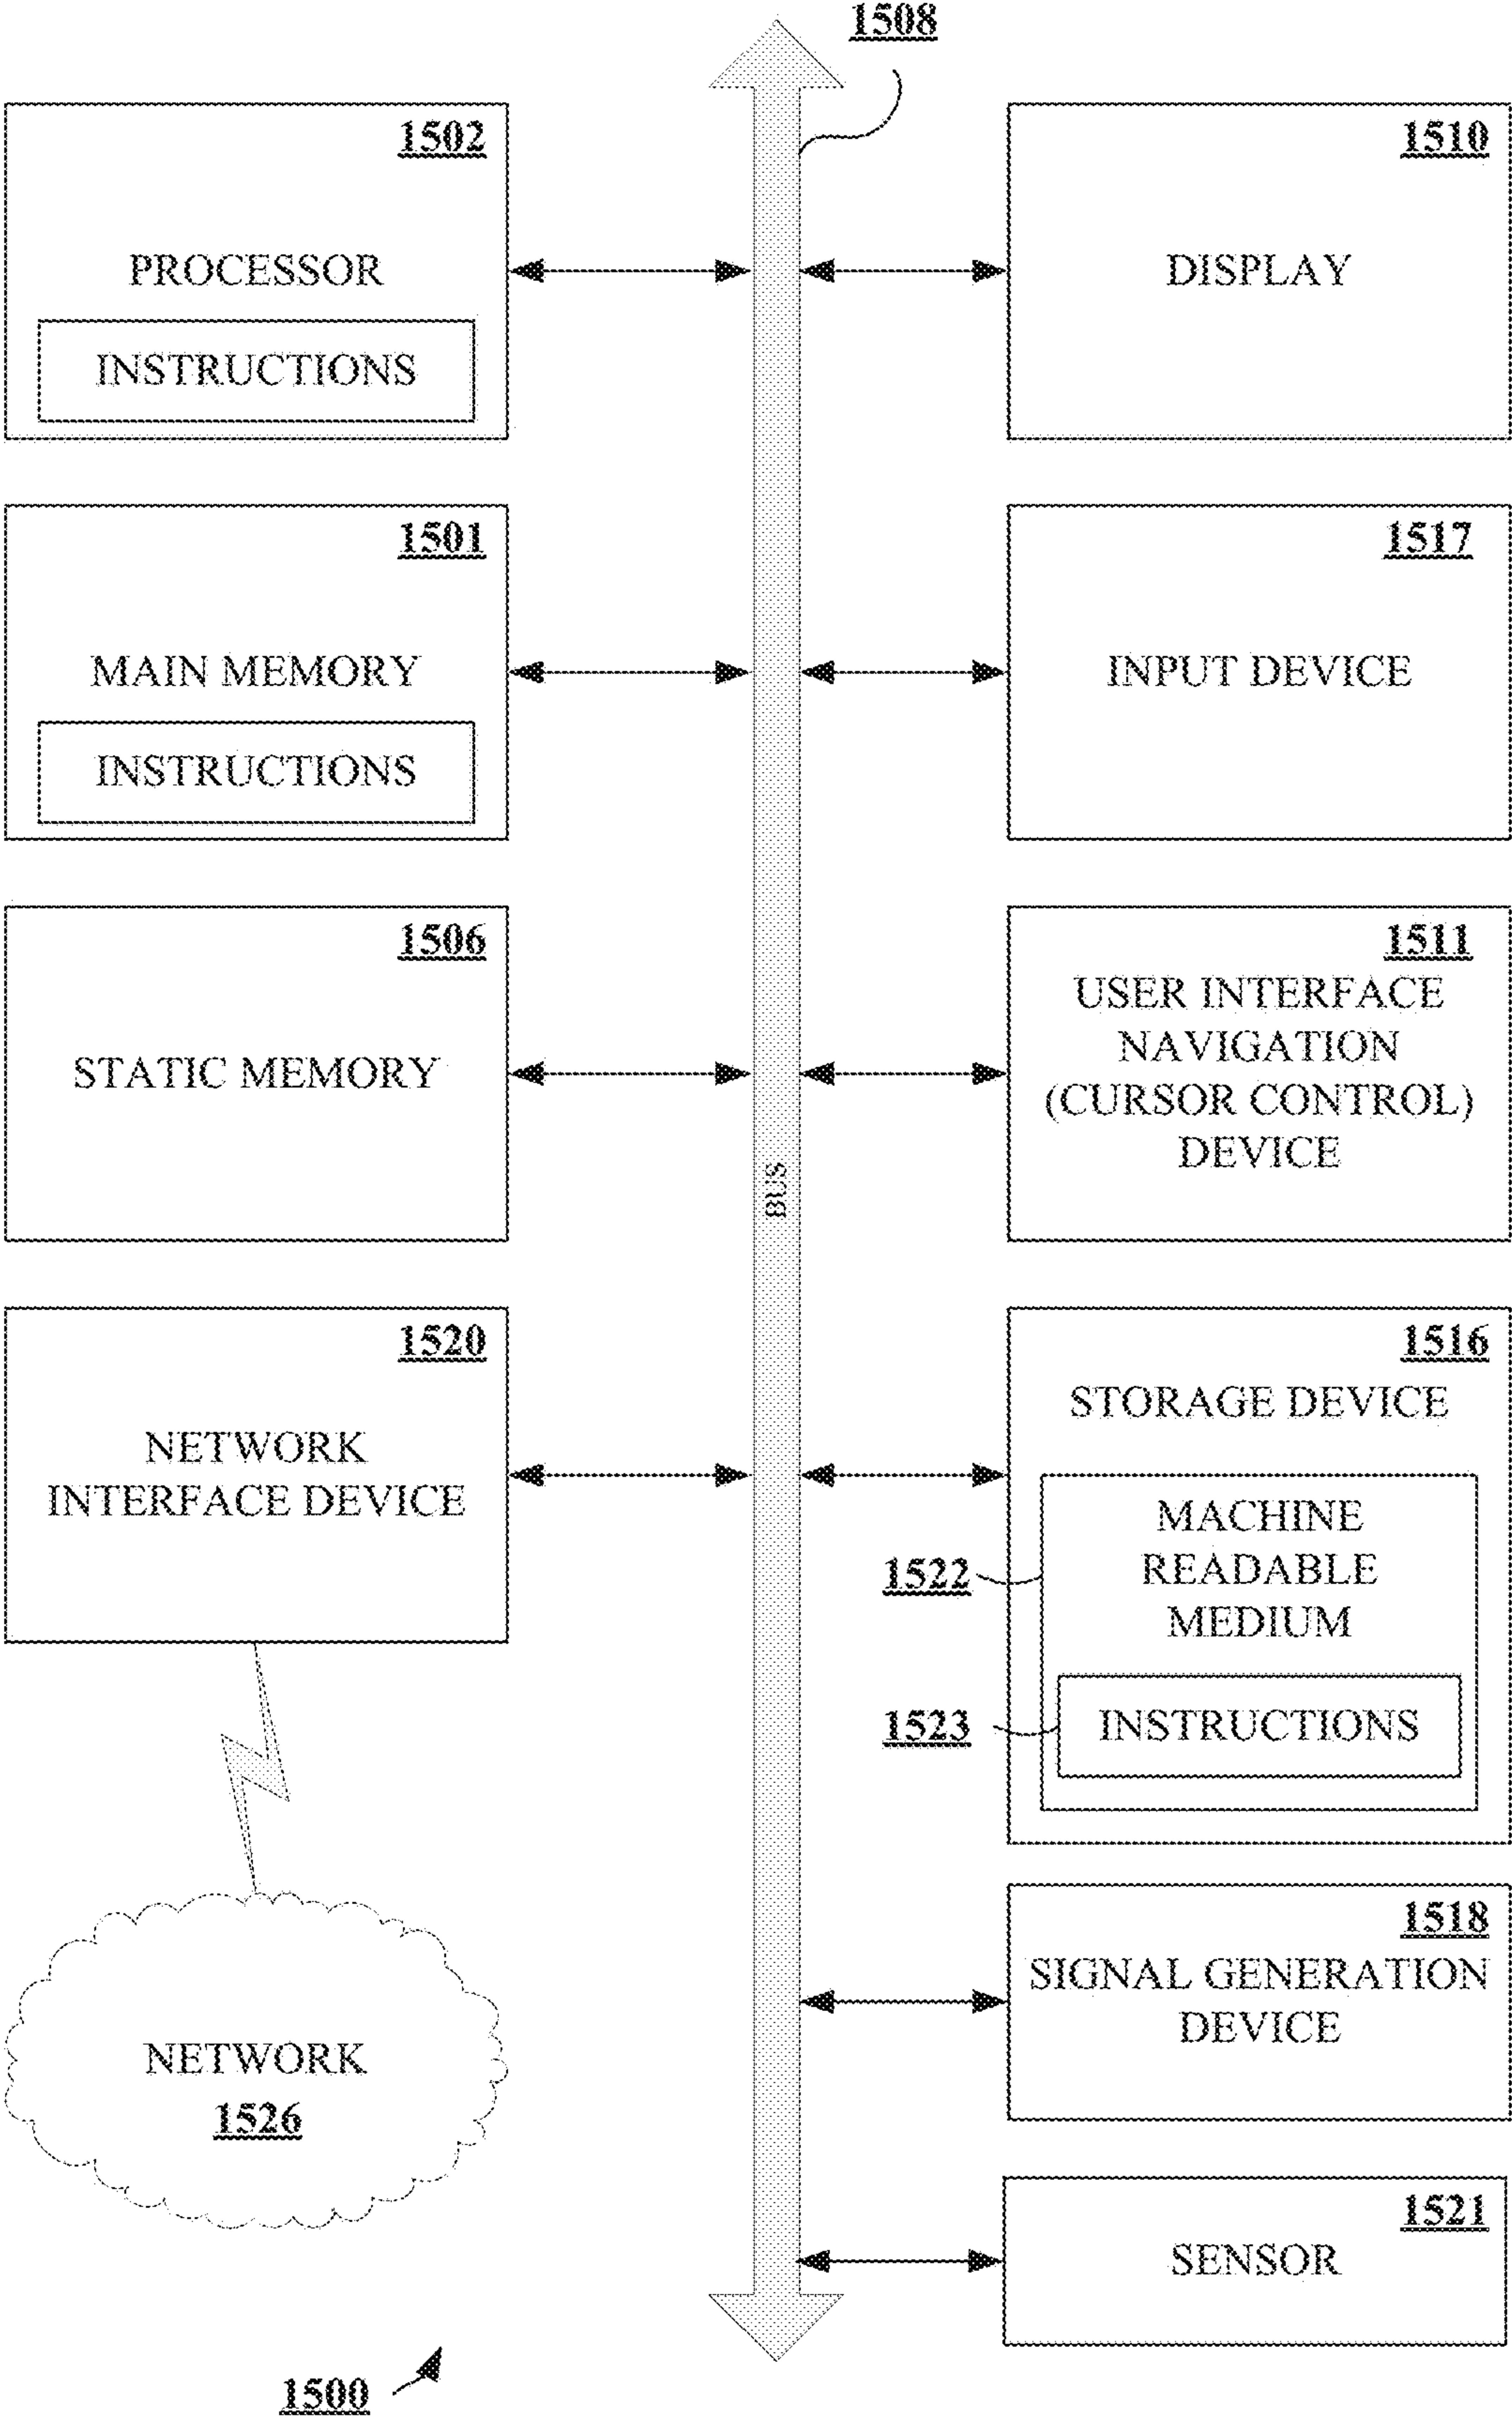 1508
1502
PROCESSOR
INSTRUCTIONS
1510
DISPLAY
1501
MAIN MEMORY
INSTRUCTIONS
1517
INPUT DEVICE
1506
STATIC MEMORY
1511
USER INTERFACE
NAVIGATION
(CURSOR CONTROL)
DEVICE
BUS
1520
NETWORK
INTERFACE DEVICE
1516
STORAGE DEVICE
MACHINE
READABLE
MEDIUM
1522
INSTRUCTIONS
1523
1518
SIGNAL GENERATION
DEVICE
NETWORK
1526
1521
SENSOR
1500